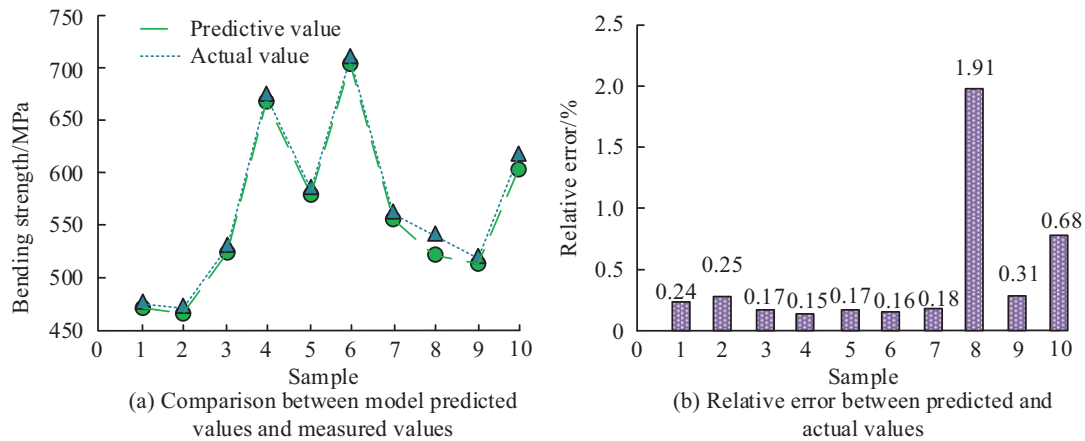 750
700
650
600
550
500
450
Bending strength/MPa
Predictive value
Actual value
0 1 2 3 4 5 6 7 8 9 10
Sample
(a) Comparison between model predicted
values and measured values
2.5
2.0
1.5
1.0
0.5
0
Relative error/%
0.24 0.25 0.17 0.15 0.17 0.16 0.18 1.91 0.31 0.68
0 1 2 3 4 5 6 7 8 9 10
Sample
(b) Relative error between predicted and
actual values